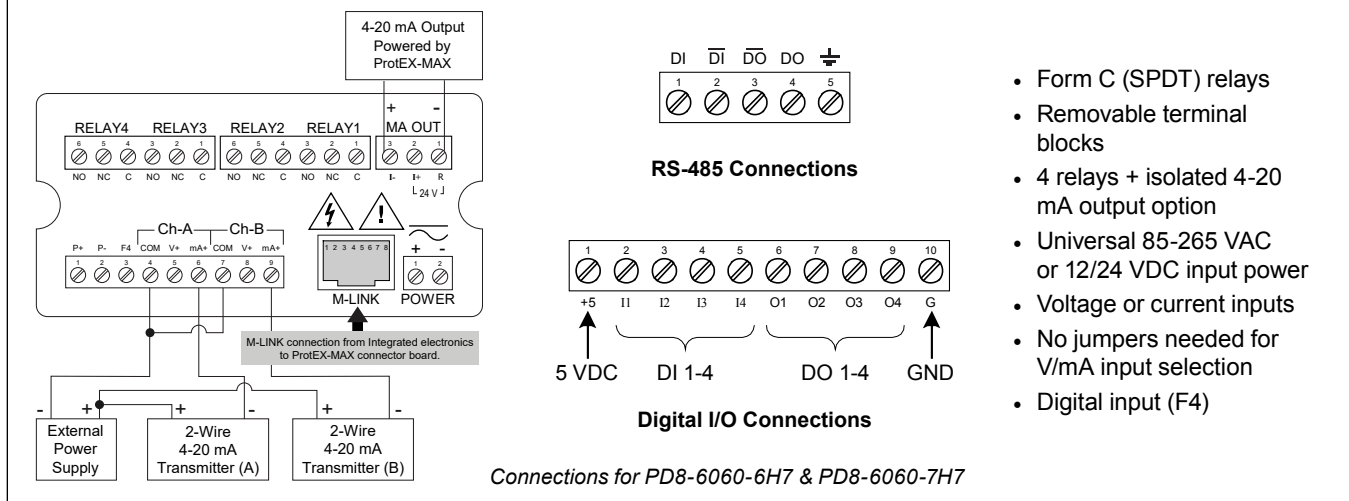 4-20 mA Output
Powered by
ProtEX-MAX
+ -
RELAY4 RELAY3 RELAY2 RELAY1 MA OUT
6 5 4 3 2 1 6 5 4 3 2 1 3 2 1
NO NC C NO NC C NO NC C NO NC C I- I+ R
24 V
Ch-A Ch-B
P+ P- F4 COM V+ mA+ COM V+ mA+
1 2 3 4 5 6 7 8 9
1 2 3 4 5 6 7 8
+ -
1 2
M-LINK POWER
M-LINK connection from Integrated electronics
to ProtEX-MAX connector board.
- + + - + -
External
Power
Supply
2-Wire
4-20 mA
Transmitter (A)
2-Wire
4-20 mA
Transmitter (B)
DI D̅I̅ D̅O̅ DO
1 2 3 4 5
RS-485 Connections
1 2 3 4 5 6 7 8 9 10
+5 I1 I2 I3 I4 O1 O2 O3 O4 G
5 VDC DI 1-4 DO 1-4 GND
Digital I/O Connections
Connections for PD8-6060-6H7 & PD8-6060-7H7
• Form C (SPDT) relays
• Removable terminal
blocks
• 4 relays + isolated 4-20
mA output option
• Universal 85-265 VAC
or 12/24 VDC input power
• Voltage or current inputs
• No jumpers needed for
V/mA input selection
• Digital input (F4)